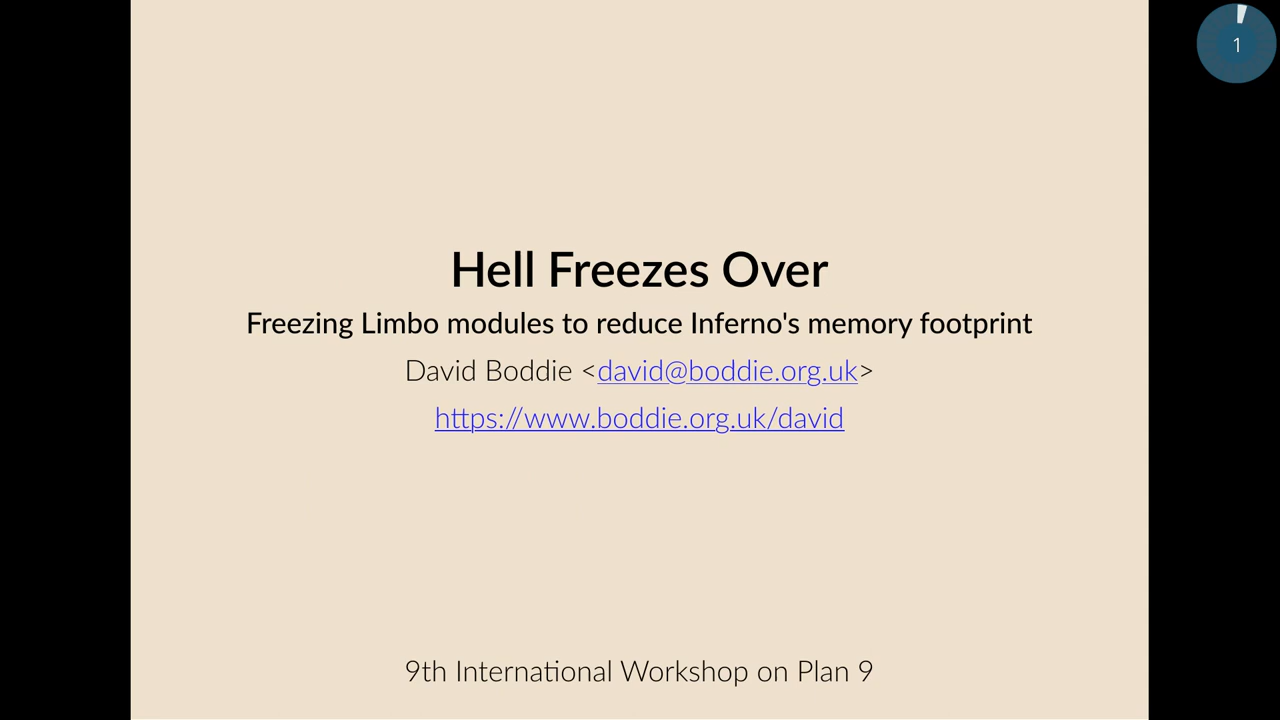 1
Hell Freezes Over
Freezing Limbo modules to reduce Inferno's memory footprint
David Boddie <david@boddie.org.uk>
https://www.boddie.org.uk/david
9th International Workshop on Plan 9